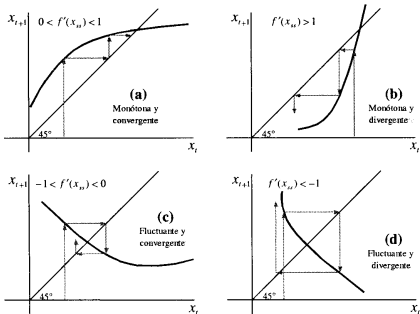 x_{t+1}
0 < f'(x_{ss}) < 1
(a)
Monótona y
convergente
45°
x_t
x_{t+1}
f'(x_{ss}) > 1
(b)
Monótona y
divergente
45°
x_t
x_{t+1}
-1 < f'(x_{ss}) < 0
(c)
Fluctuante y
convergente
45°
x_t
x_{t+1}
f'(x_{ss}) < -1
(d)
Fluctuante y
divergente
45°
x_t